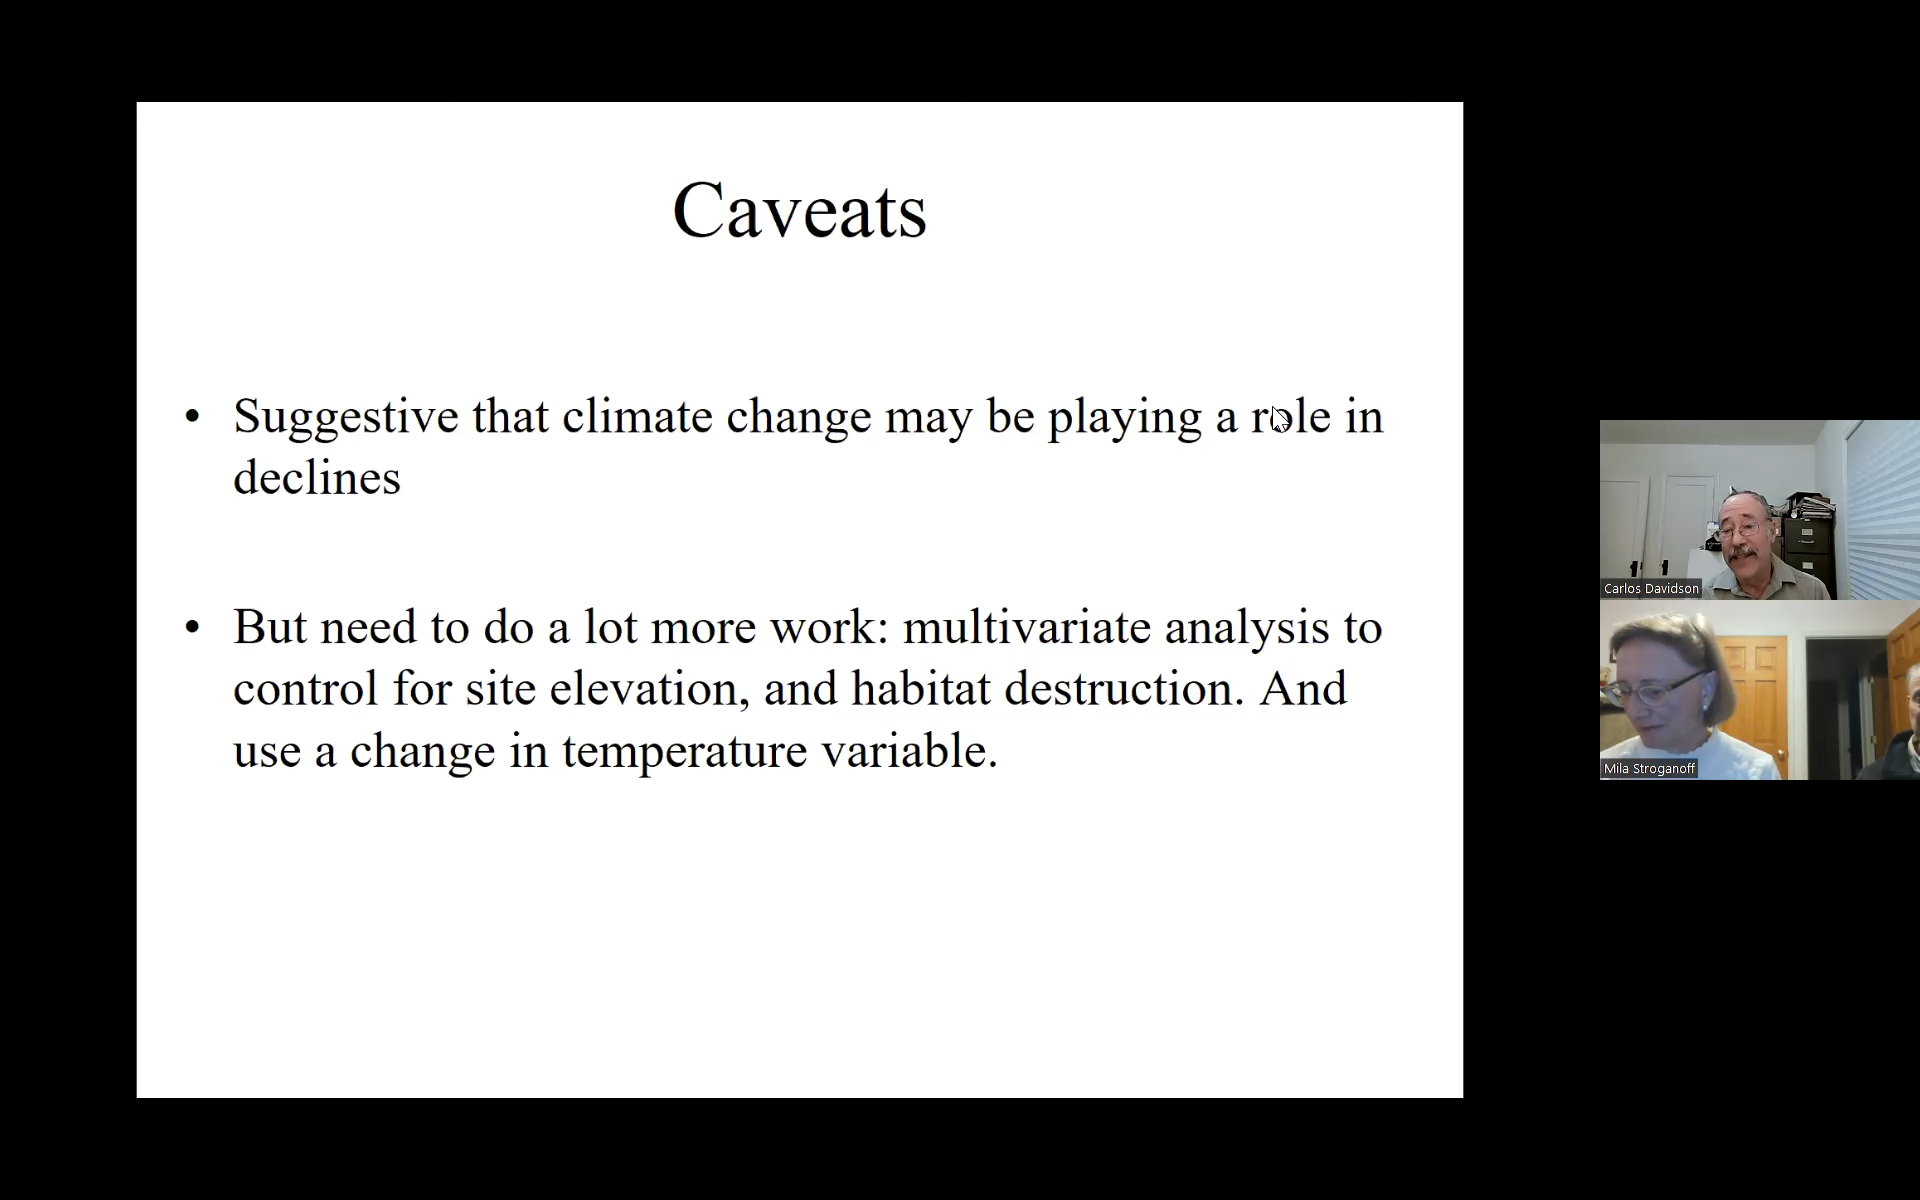 Caveats
• Suggestive that climate change may be playing a role in
declines
• But need to do a lot more work: multivariate analysis to
control for site elevation, and habitat destruction. And
use a change in temperature variable.
Carlos Davidson
Mila Stroganoff